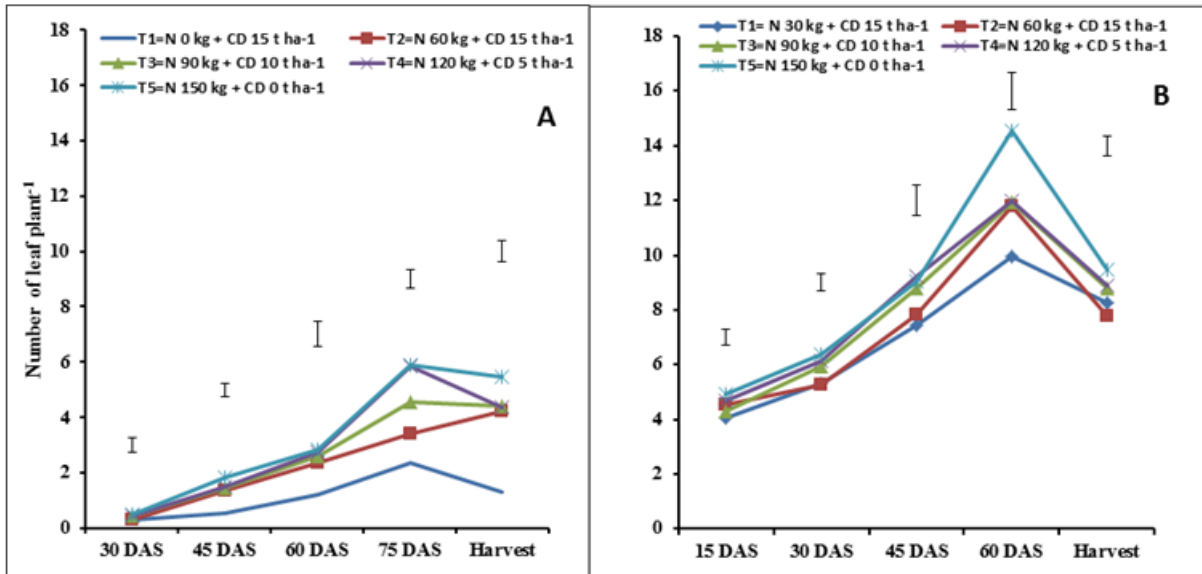 18
16
14
12
10
8
6
4
2
0
Number of leaf plant-1
T1=N 0 kg + CD 15 t ha-1
T2=N 60 kg + CD 15 t ha-1
T3=N 90 kg + CD 10 t ha-1
T4=N 120 kg + CD 5 t ha-1
T5=N 150 kg + CD 0 t ha-1
A
30 DAS 45 DAS 60 DAS 75 DAS Harvest
18
16
14
12
10
8
6
4
2
0
T1= N 30 kg + CD 15 t ha-1
T2=N 60 kg + CD 15 t ha-1
T3=N 90 kg + CD 10 t ha-1
T4=N 120 kg + CD 5 t ha-1
T5=N 150 kg + CD 0 t ha-1
B
15 DAS 30 DAS 45 DAS 60 DAS Harvest